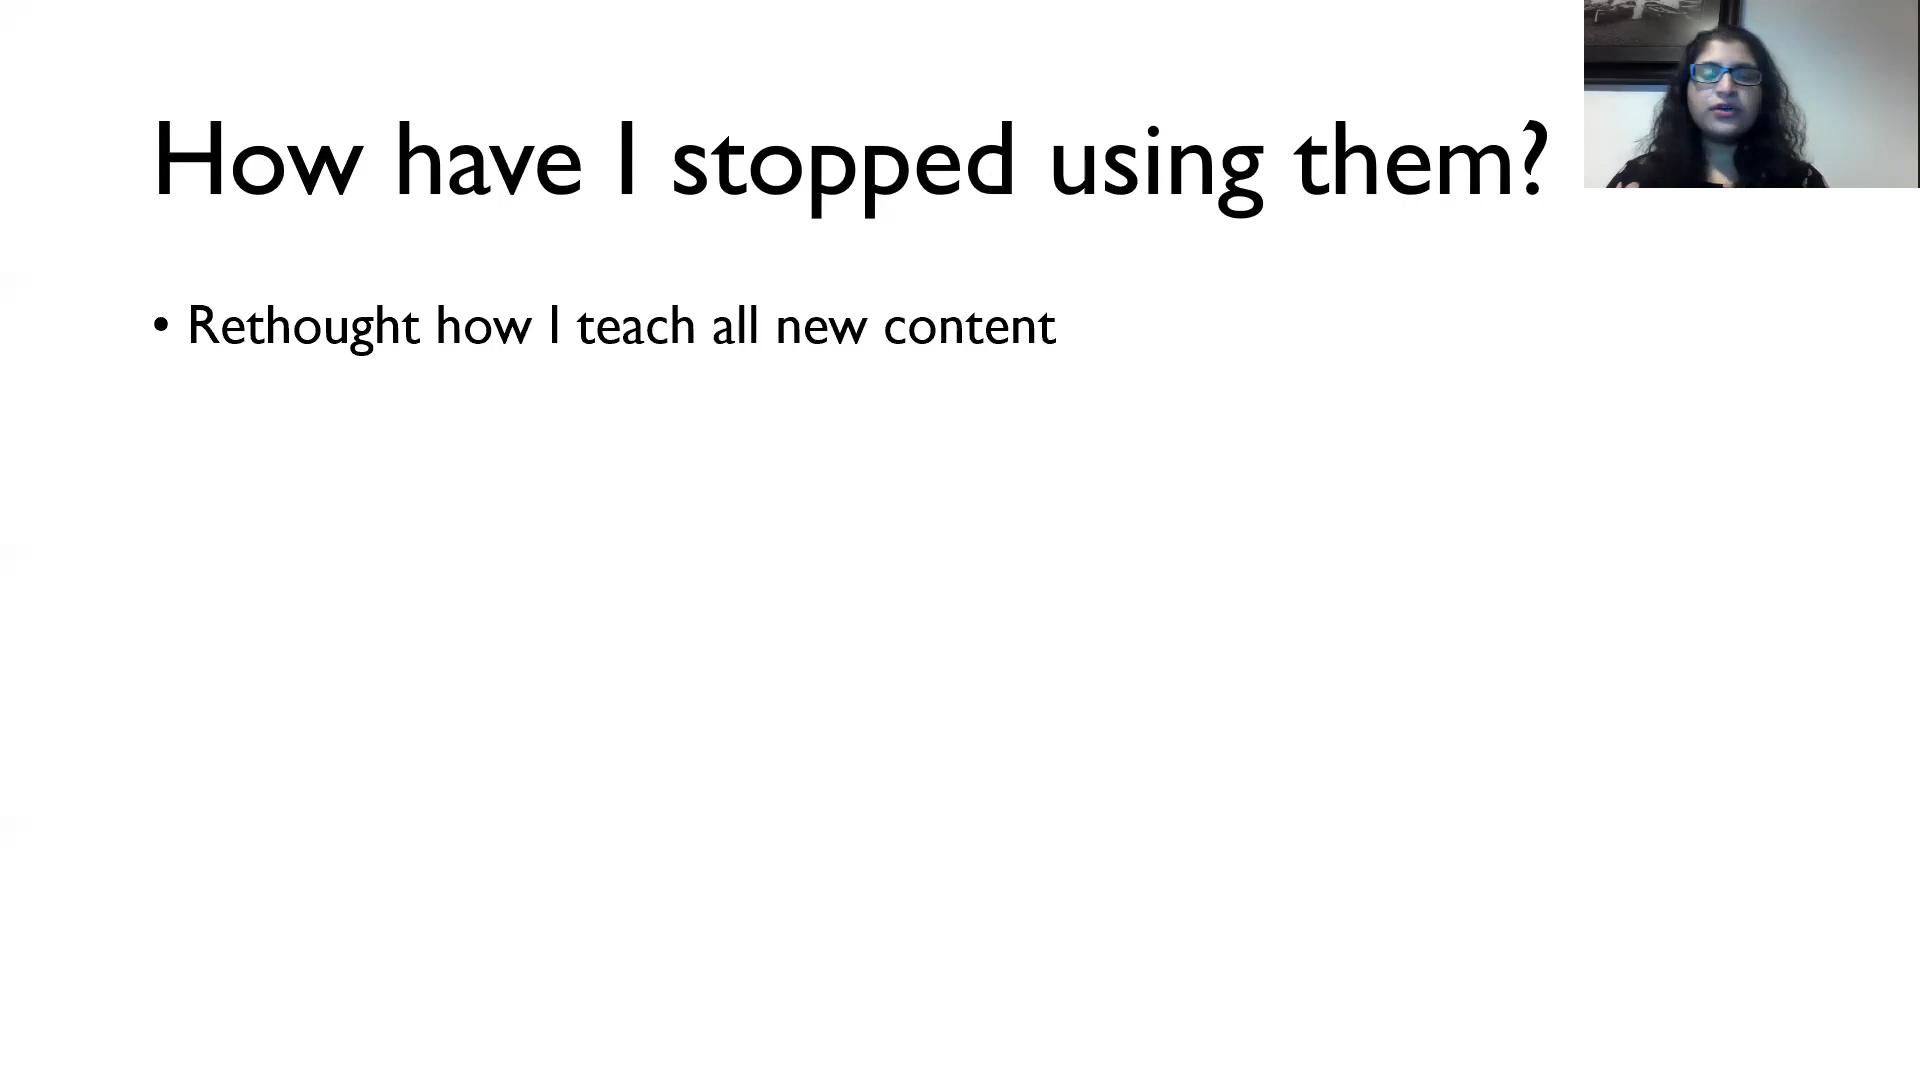 How have I stopped using them?
• Rethought how I teach all new content